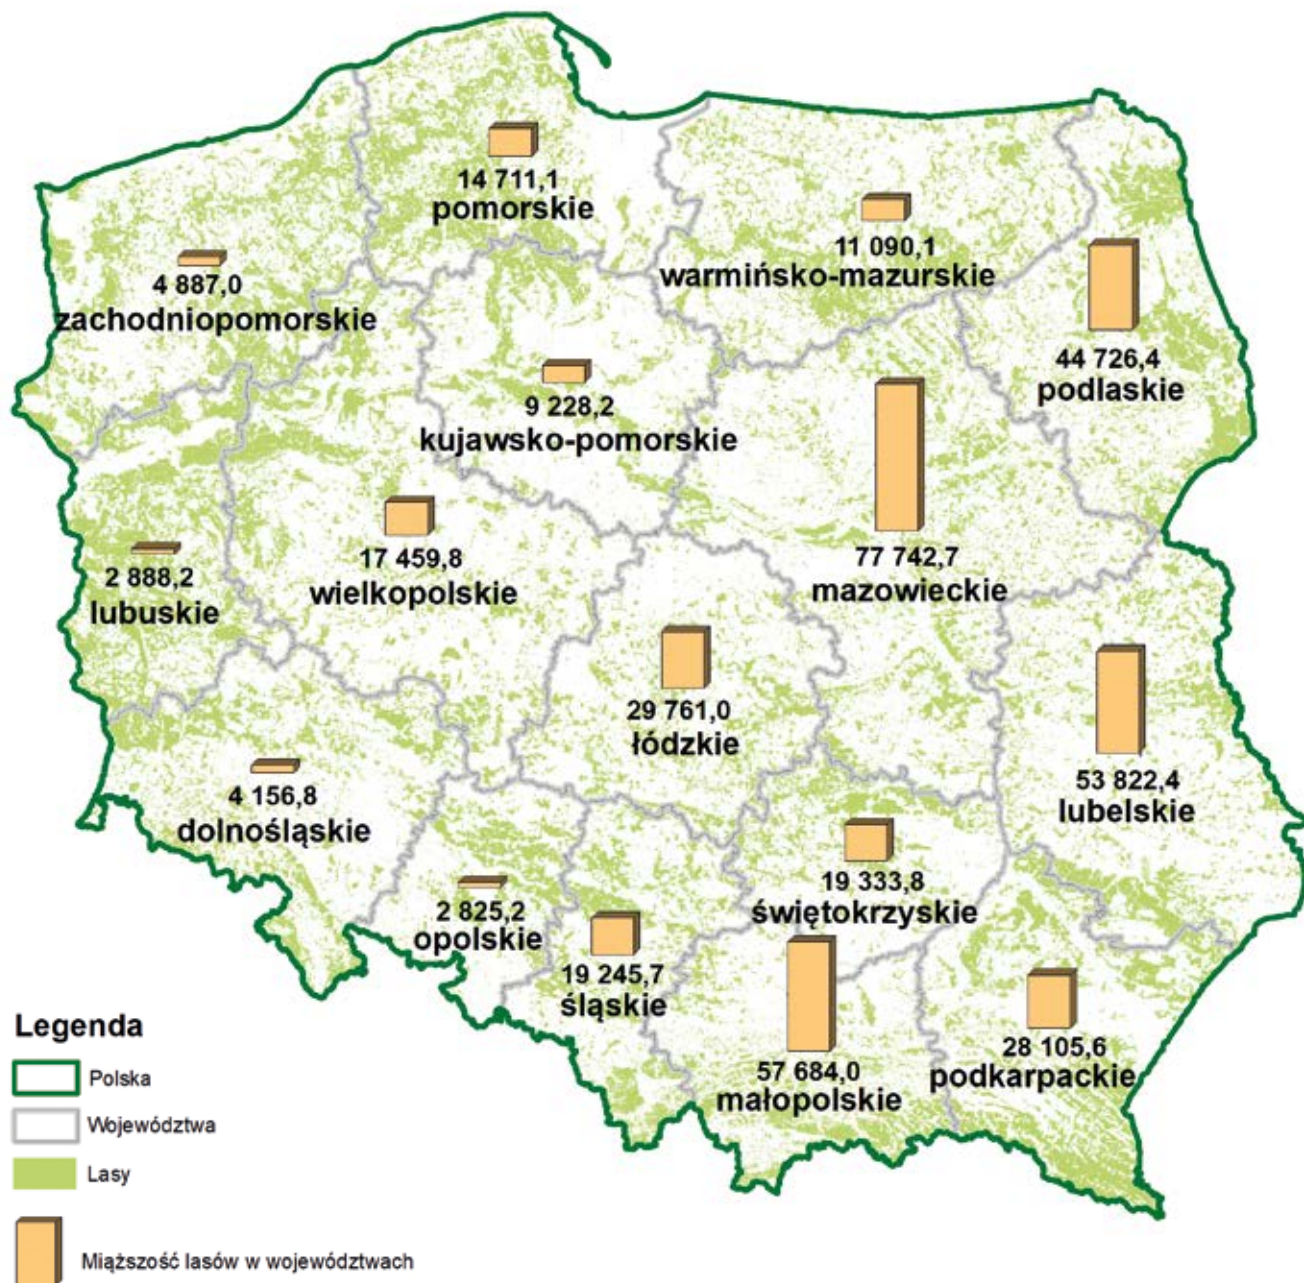 14 711,1
pomorskie
11 090,1
warmińsko-mazurskie
4 887,0
zachodniopomorskie
44 726,4
podlaskie
9 228,2
kujawsko-pomorskie
77 742,7
mazowieckie
17 459,8
wielkopolskie
2 888,2
lubuskie
29 761,0
łódzkie
53 822,4
lubelskie
4 156,8
dolnośląskie
19 333,8
świętokrzyskie
2 825,2
opolskie
19 245,7
śląskie
57 684,0
małopolskie
28 105,6
podkarpackie
Legenda
Polska
Województwa
Lasy
Miąższość lasów w województwach